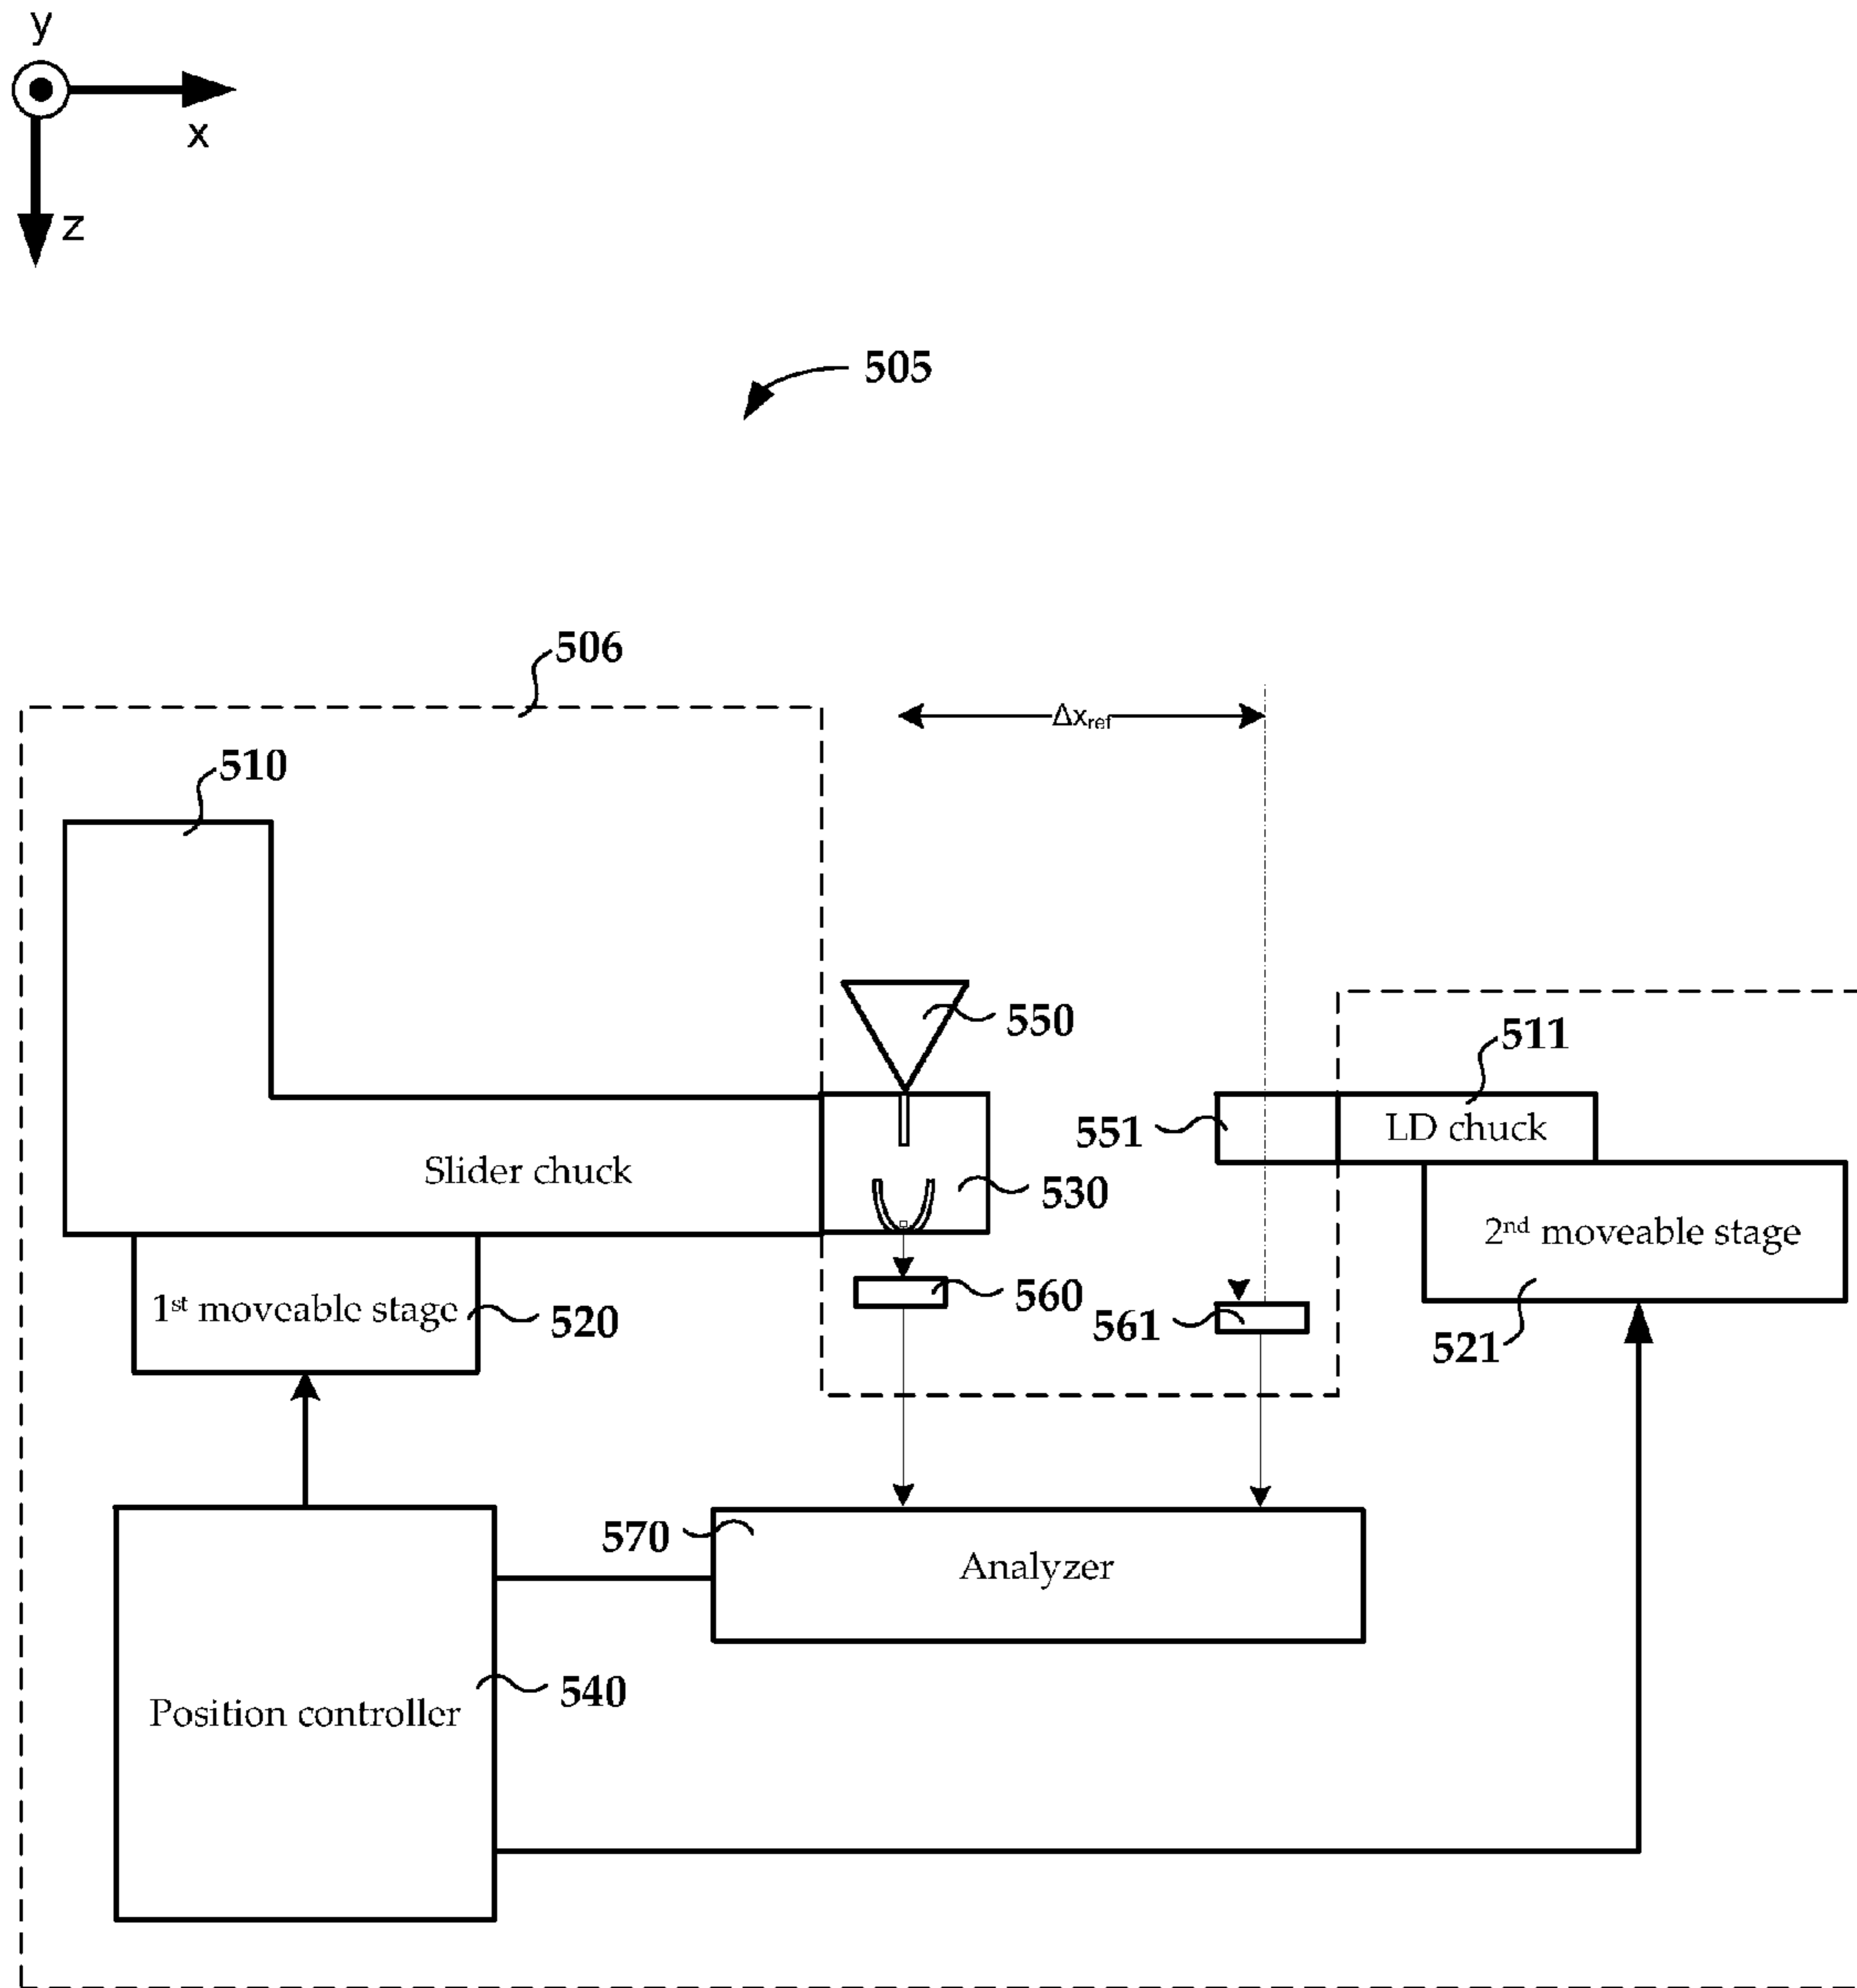 y
x
z
505
506
Δxref
510
550
511
551
LD chuck
Slider chuck
530
2nd moveable stage
560
1st moveable stage
520
561
521
570
Analyzer
540
Position controller